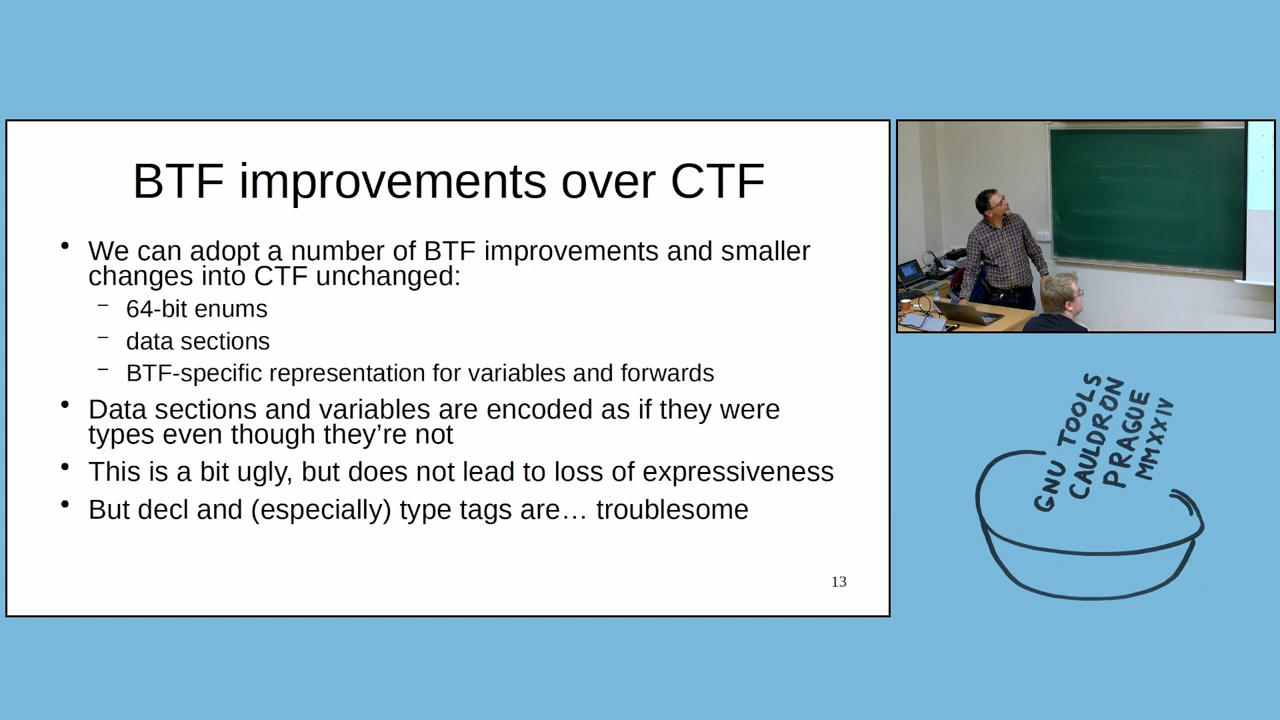 BTF improvements over CTF
• We can adopt a number of BTF improvements and smaller
changes into CTF unchanged:
– 64-bit enums
– data sections
– BTF-specific representation for variables and forwards
• Data sections and variables are encoded as if they were
types even though they’re not
• This is a bit ugly, but does not lead to loss of expressiveness
• But decl and (especially) type tags are… troublesome
13
GNU TOOLS
CAULDRON
PRAGUE
MMXXIV